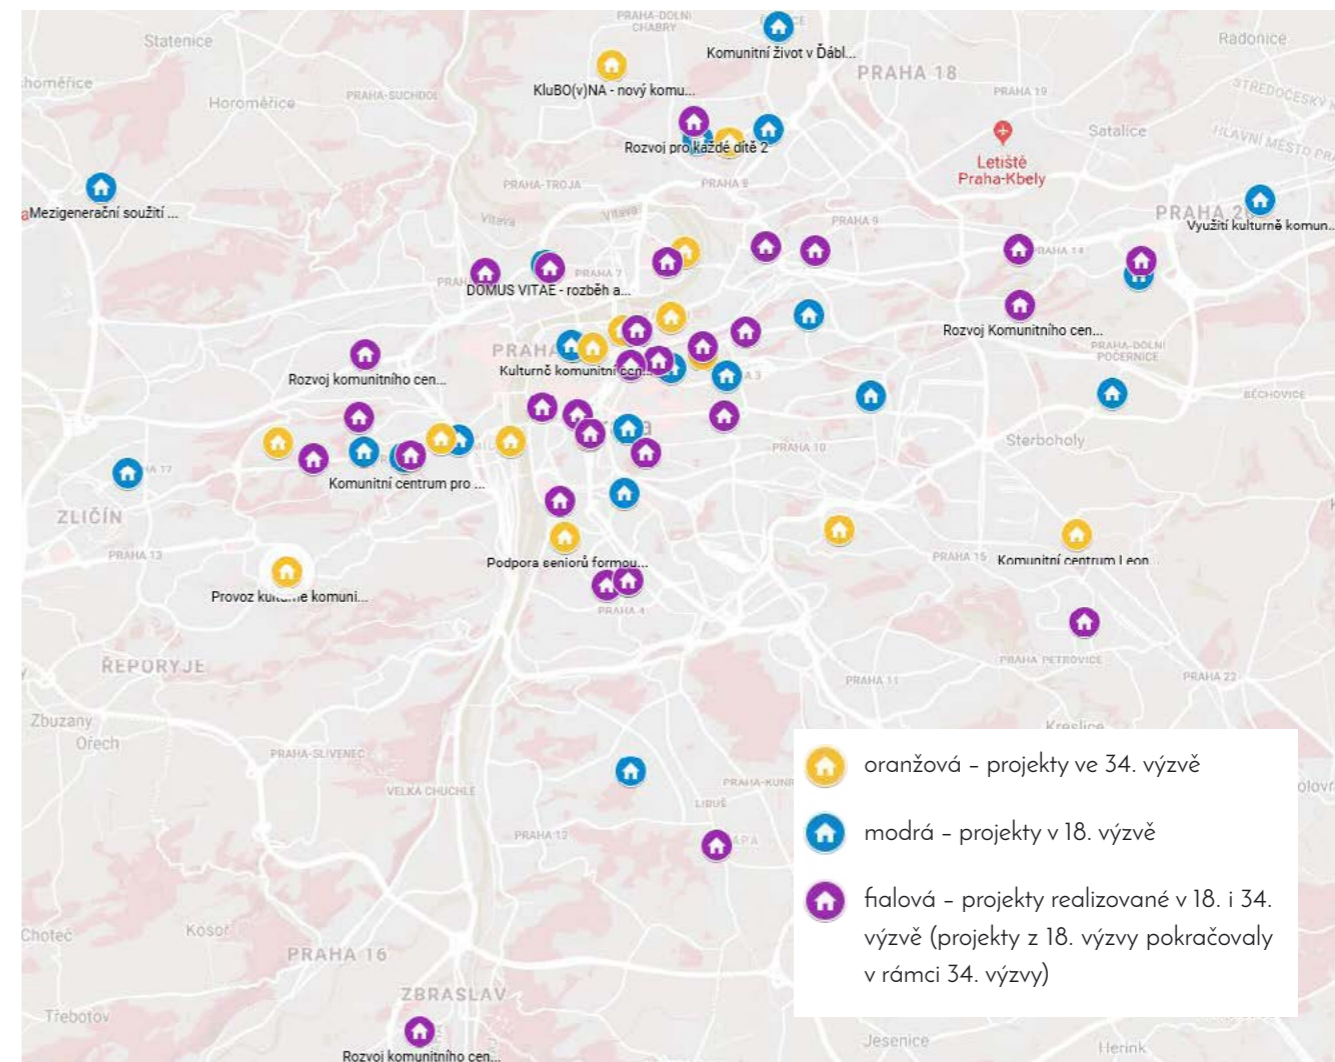 PRAHA-DOLNÍ
CHABRY
Statenice
Komunitní život v Ďábl...
Radonice
PRAHA 18
KluBO(v)NA - nový komu...
Horoměřice
PRAHA-SUCHDOL
PRAHA 19
Satalice
Rozvoj pro každé dítě 2
Letiště
Praha-Kbely
PRAHA-TROJA
PRAHA 8
Mezigenerační soužití ...
Vltava
Vltava
PRAHA 9
Využití kulturně komun...
PRAHA 14
PRAHA 7
DOMUS VITAE - rozběh a...
Rozvoj Komunitního cen...
PRAHA-DOLNÍ
POČERNICE
Kulturně komunitní cen...
Rozvoj komunitního cen...
BĚCHOVICE
Štěrboholy
PRAHA 10
Komunitní centrum pro ...
ZLIČÍN
PRAHA 13
PRAHA 15
Komunitní centrum Leon...
Podpora seniorů formou...
Provoz kulturně komuni...
PRAHA 4
ŘEPORYJE
PRAHA PETROVICE
PRAHA 11
PRAHA 22
Zbuzany
Ořech
Kreslice
PRAHA-SLIVENEC
VELKÁ CHUCHLE
LIBUŠ
PRAHA 12
oranžová – projekty ve 34. výzvě
modrá – projekty v 18. výzvě
fialová – projekty realizované v 18. i 34.
výzvě (projekty z 18. výzvy pokračovaly
v rámci 34. výzvy)
Choteč
Kosoř
PRAHA 16
ZBRASLAV
Třebotov
Jesenice
Herink
Rozvoj komunitního cen...